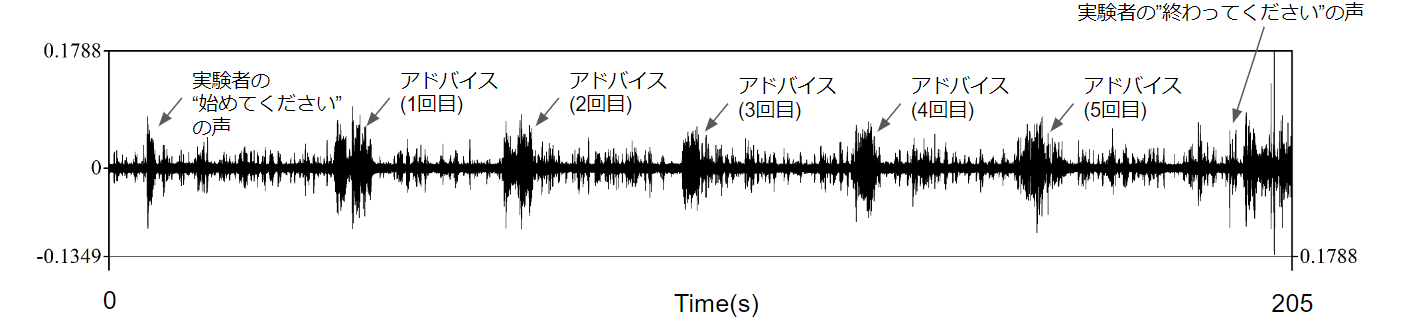 実験者の”終わってください”の声
0.1788
実験者の
“始めてください”
の声
アドバイス
(1回目)
アドバイス
(2回目)
アドバイス
(3回目)
アドバイス
(4回目)
アドバイス
(5回目)
0
-0.1349
0.1788
0
Time(s)
205